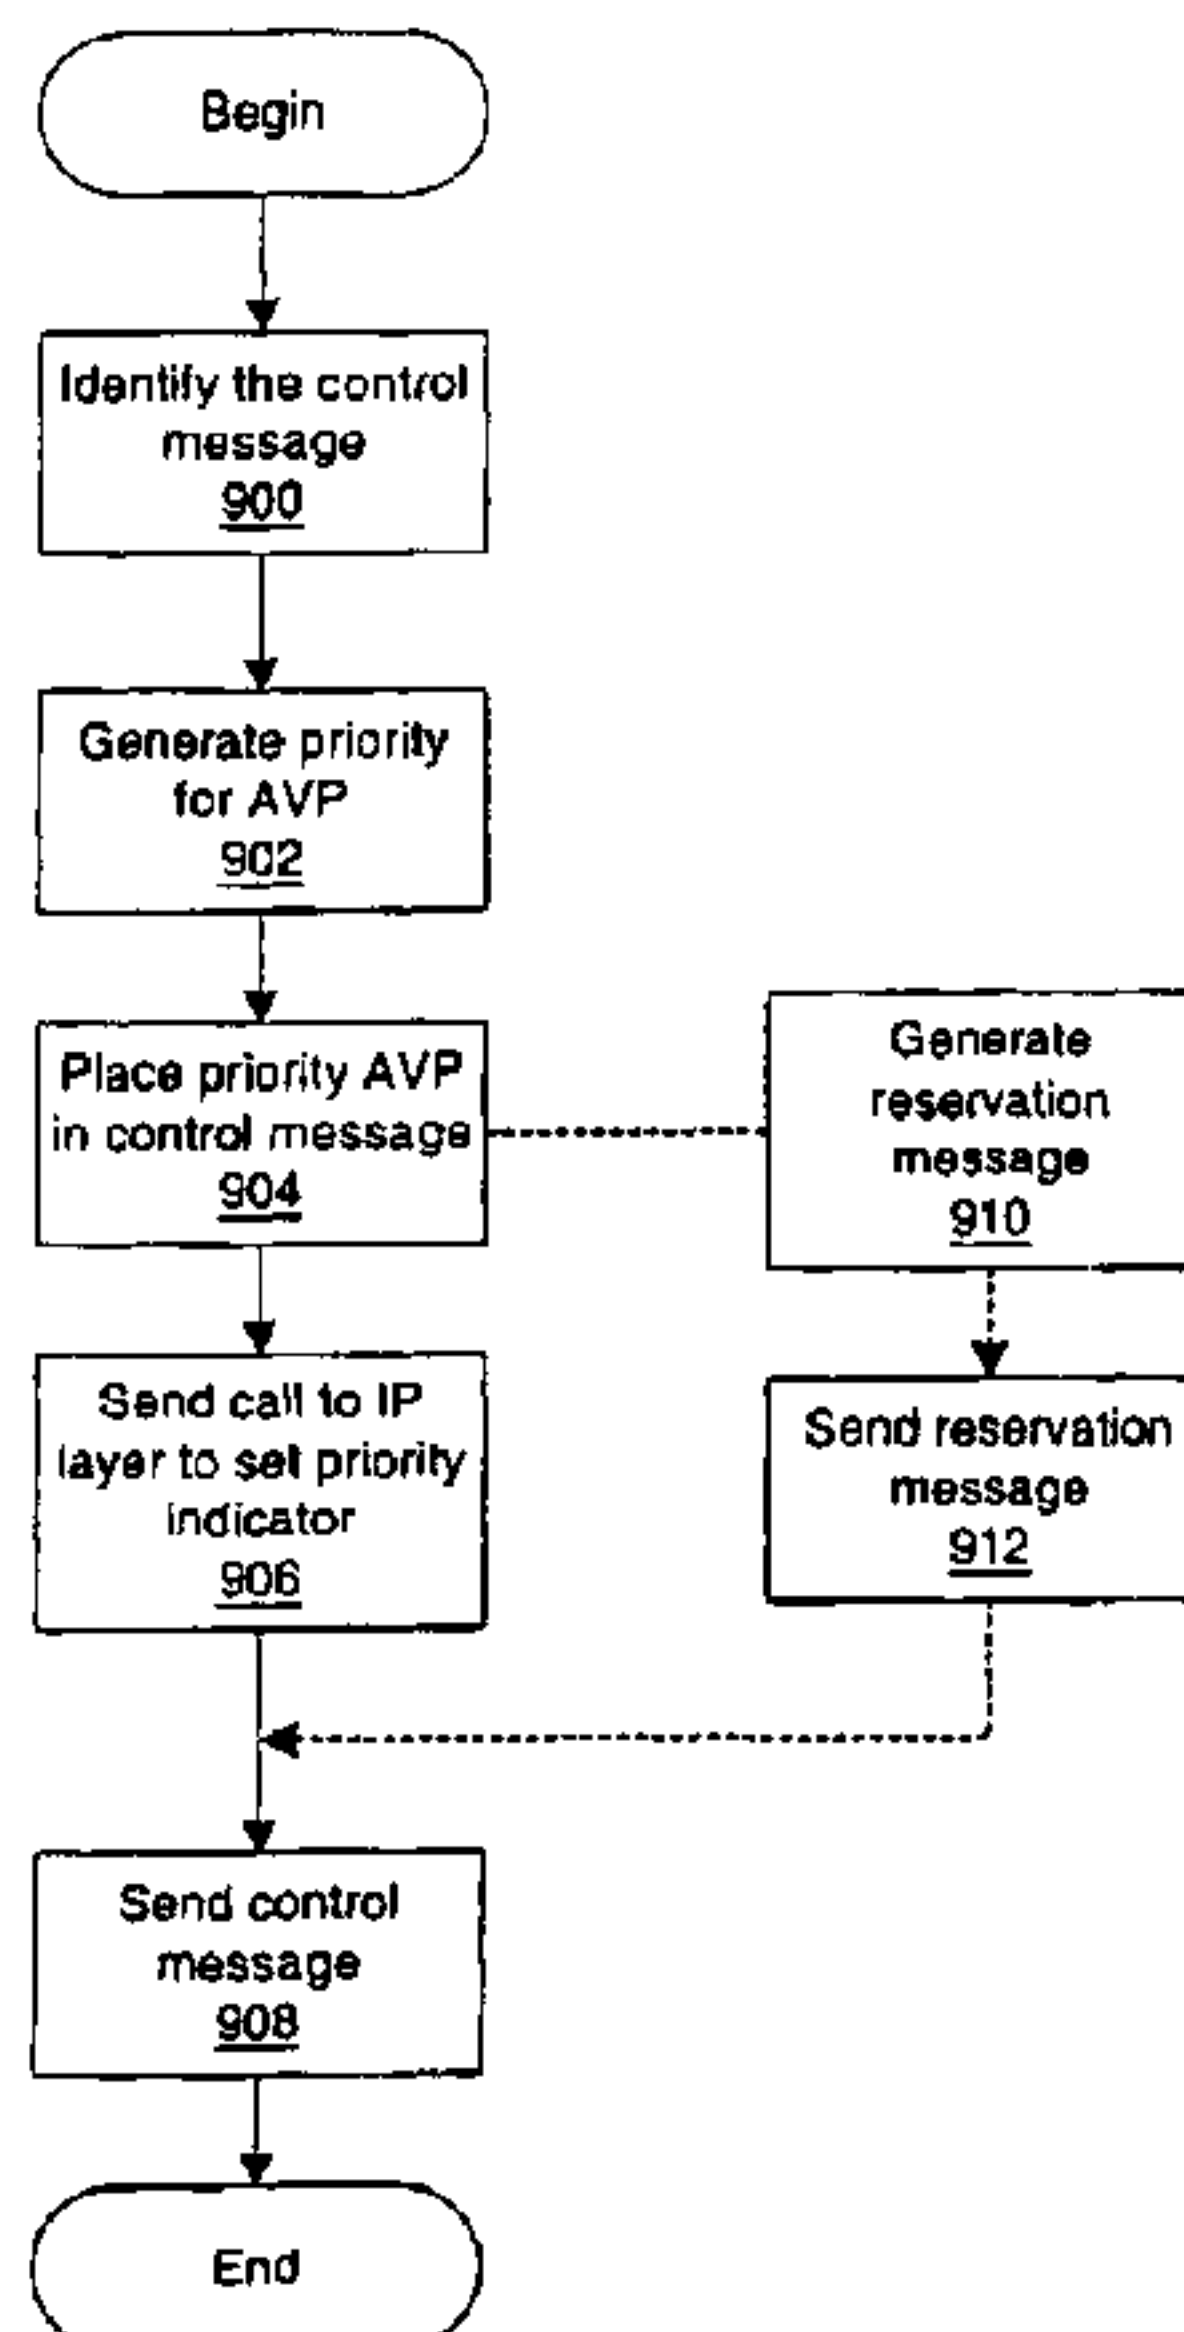 Begin
Identify the control
message
900
Generate priority
for AVP
902
Place priority AVP
in control message
904
Generate
reservation
message
910
Send call to IP
layer to set priority
indicator
906
Send reservation
message
912
Send control
message
908
End